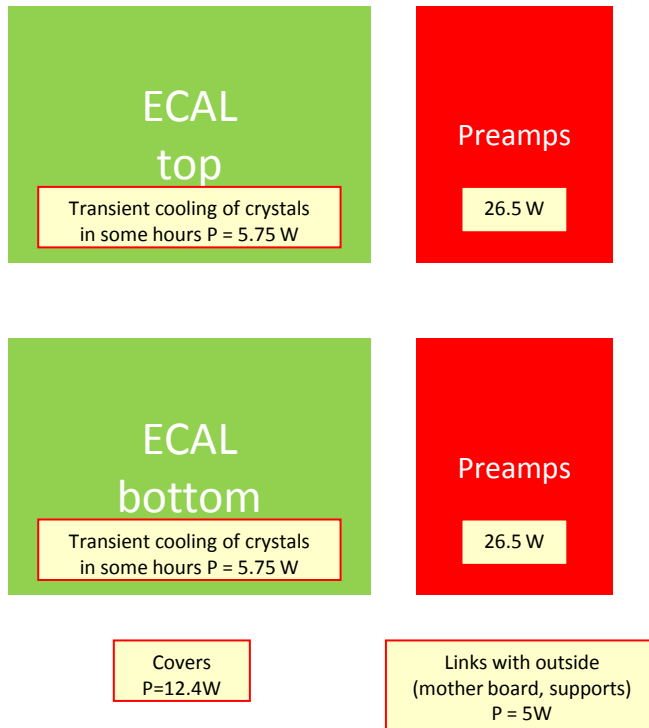 ECAL
top
Transient cooling of crystals
in some hours P = 5.75 W
Preamps
26.5 W
ECAL
bottom
Transient cooling of crystals
in some hours P = 5.75 W
Preamps
26.5 W
Covers
P=12.4W
Links with outside
(mother board, supports)
P = 5W